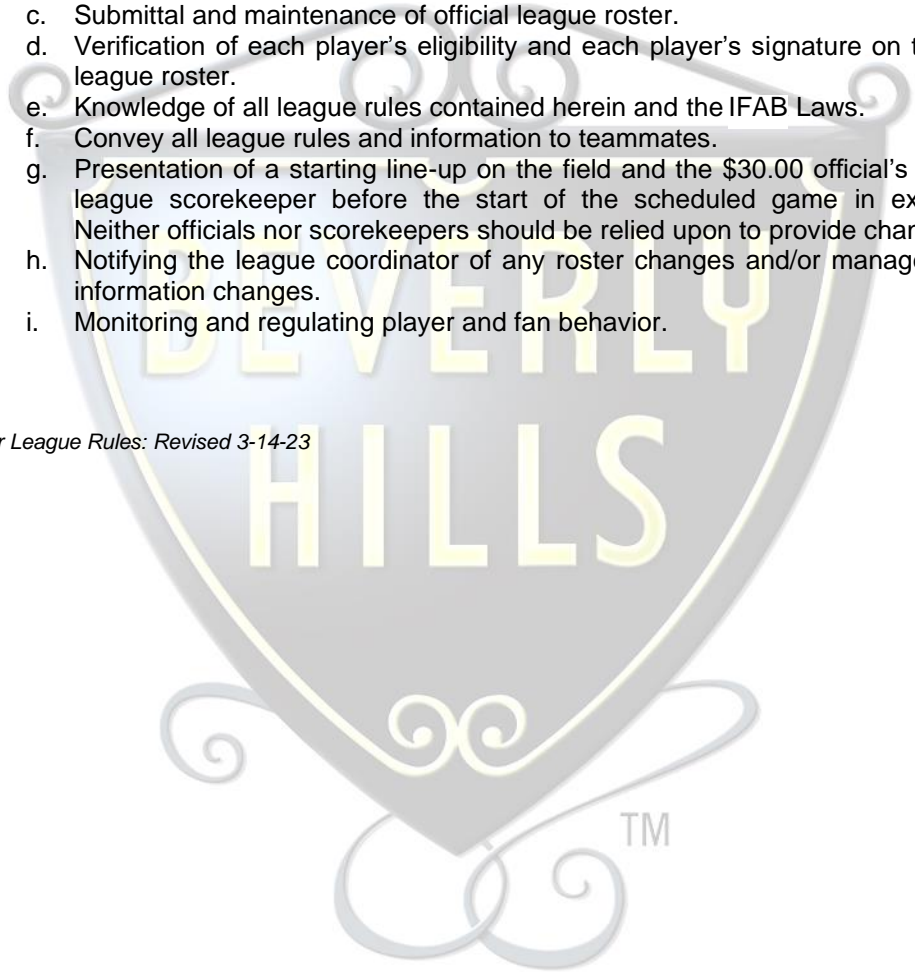 c. Submittal and maintenance of official league roster.
d. Verification of each player's eligibility and each player's signature on
league roster.
e. Knowledge of all league rules contained herein and the IFAB Laws.
f. Convey all league rules and information to teammates.
g. Presentation of a starting line-up on the field and the $30.00 official's
league scorekeeper before the start of the scheduled game in
Neither officials nor scorekeepers should be relied upon to provide
h. Notifying the league coordinator of any roster changes and/or
information changes.
i. Monitoring and regulating player and fan behavior.
BEVERLY
League Rules: Revised 3-14-23
HILLS
TM